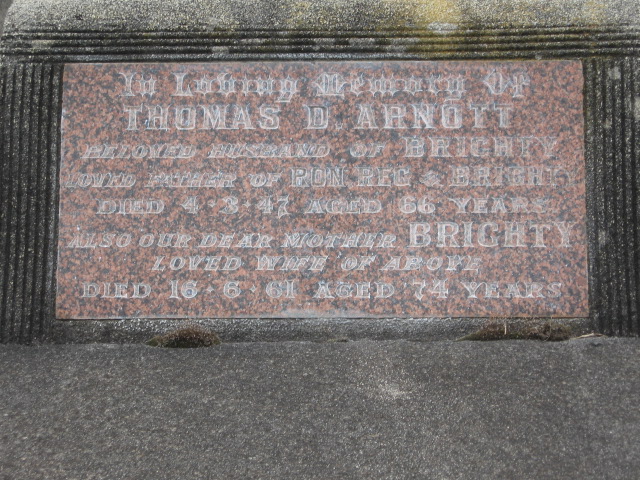 In Loving Memory Of
THOMAS D ARNOTT
BELOVED HUSBAND OF BRIGHTY
LOVED FATHER OF RON, REG & BRIGHTY
DIED 4·3·47 AGED 66 YEARS
ALSO OUR DEAR MOTHER BRIGHTY
LOVED WIFE OF ABOVE
DIED 16·6·61 AGED 74 YEARS